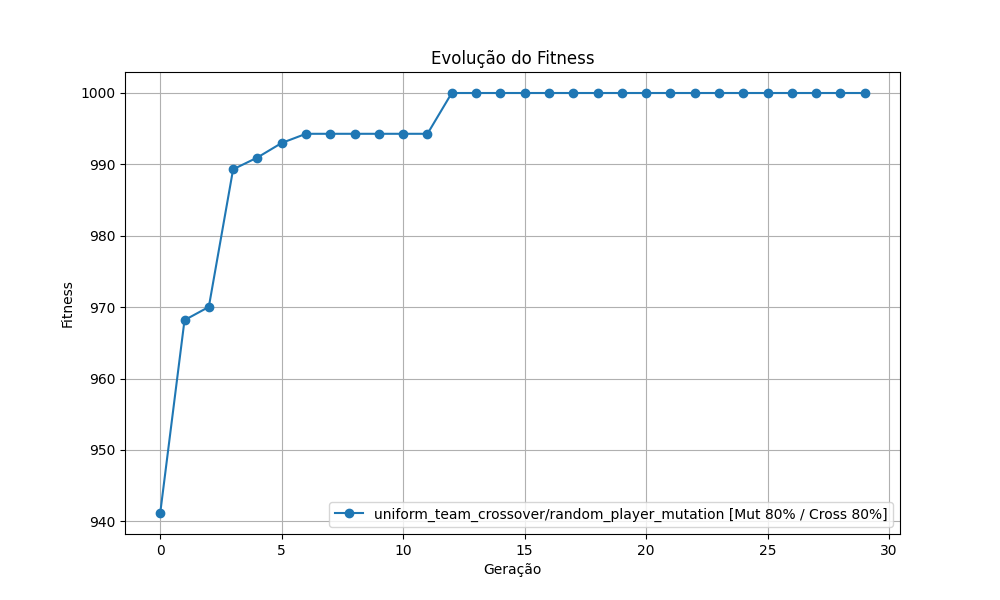 Evolução do Fitness
Fitness
1000
990
980
970
960
950
940
0 5 10 15 20 25 30
Geração
uniform_team_crossover/random_player_mutation [Mut 80% / Cross 80%]